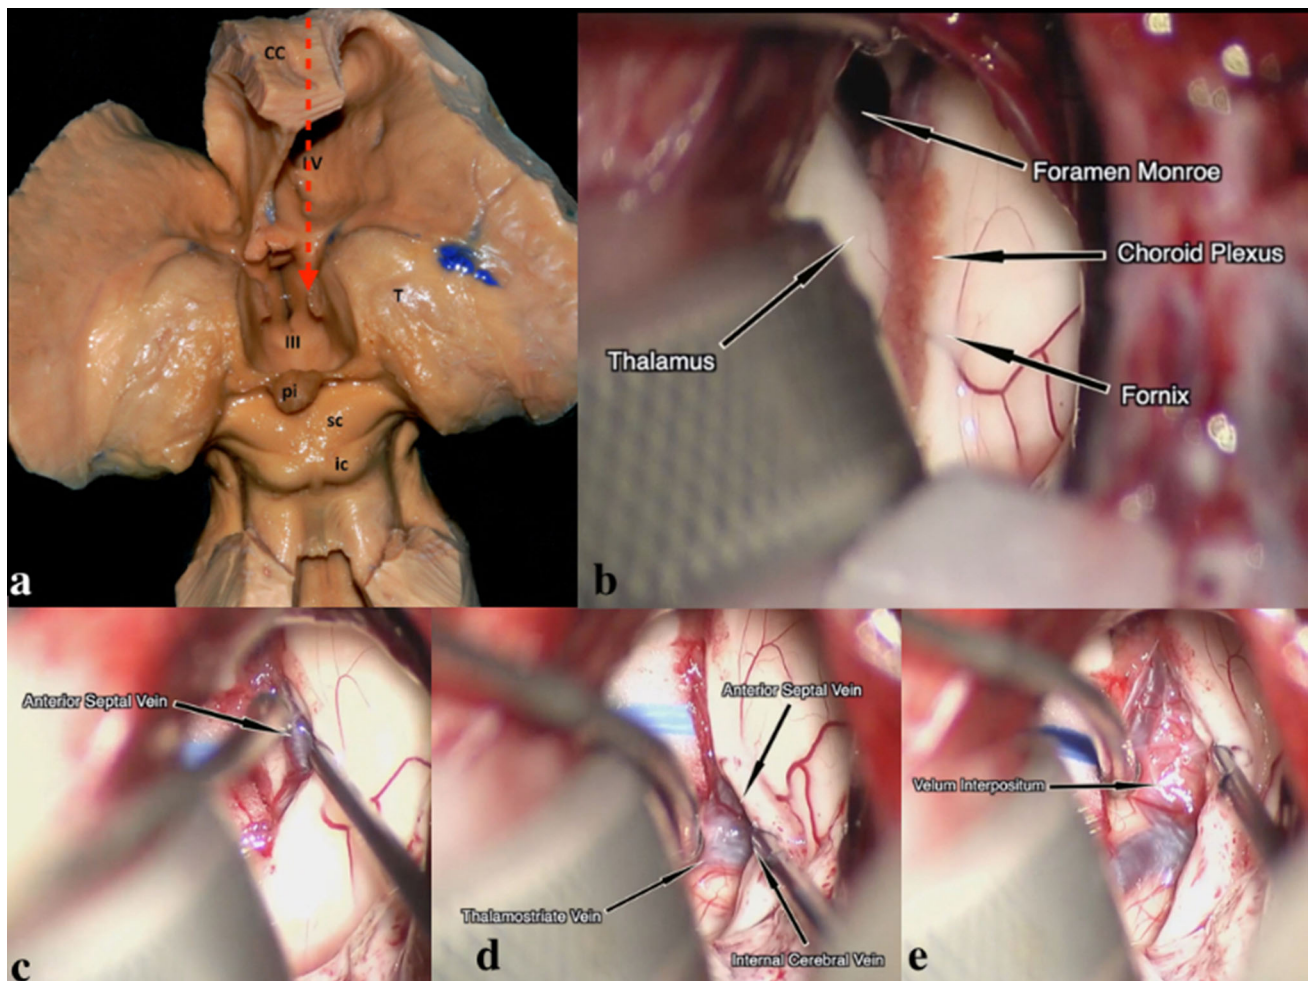 CC
LV
T
III
pi
sc
ic
a
Foramen Monroe
Choroid Plexus
Thalamus
Fornix
b
Anterior Septal Vein
c
Anterior Septal Vein
Thalamostriate Vein
Internal Cerebral Vein
d
Velum Interpositum
e